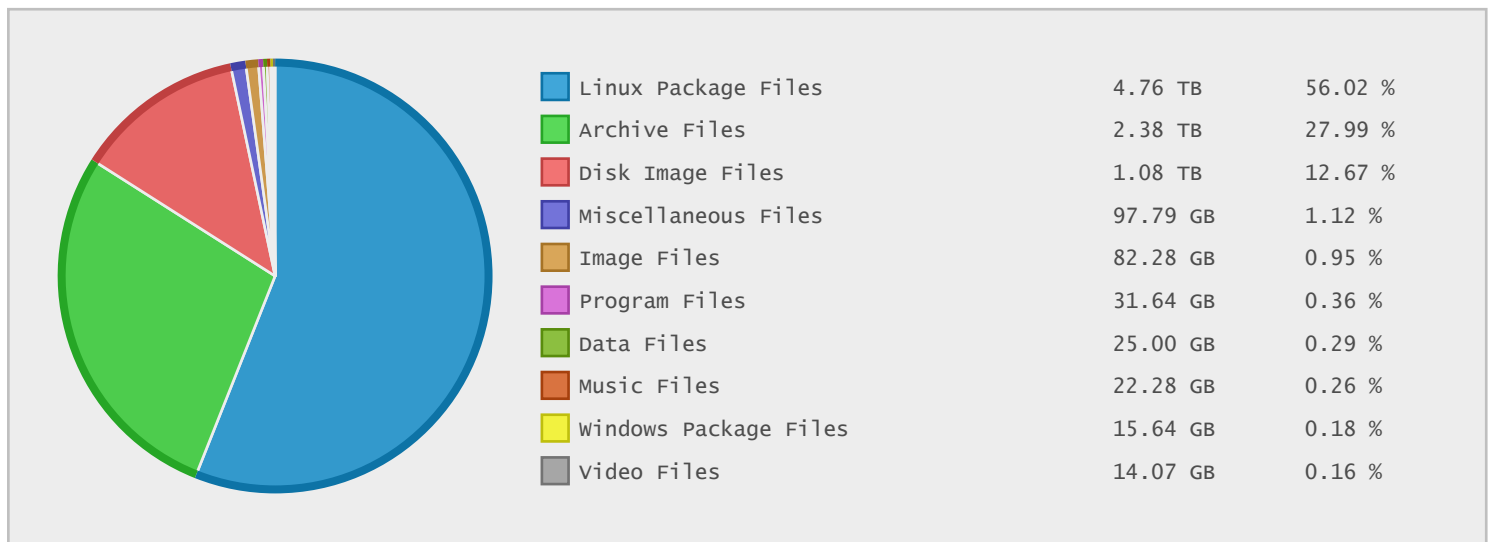 Linux Package Files 4.76 TB 56.02 %
Archive Files 2.38 TB 27.99 %
Disk Image Files 1.08 TB 12.67 %
Miscellaneous Files 97.79 GB 1.12 %
Image Files 82.28 GB 0.95 %
Program Files 31.64 GB 0.36 %
Data Files 25.00 GB 0.29 %
Music Files 22.28 GB 0.26 %
Windows Package Files 15.64 GB 0.18 %
Video Files 14.07 GB 0.16 %